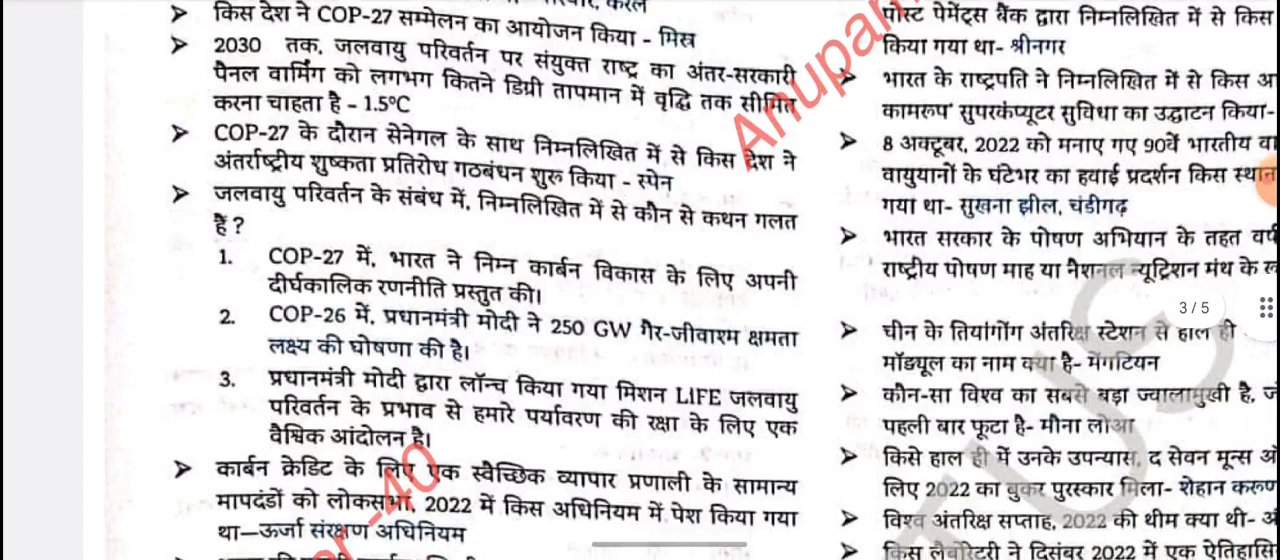 करल
किस देश ने COP-27 सम्मेलन का आयोजन किया - मिस्र
2030 तक, जलवायु परिवर्तन पर संयुक्त राष्ट्र का अंतर-सरकारी
पैनल वार्मिंग को लगभग कितने डिग्री तापमान में वृद्धि तक सीमित
करना चाहता है - 1.5°C
COP-27 के दौरान सेनेगल के साथ निम्नलिखित में से किस देश ने
अंतर्राष्ट्रीय शुष्कता प्रतिरोध गठबंधन शुरू किया - स्पेन
जलवायु परिवर्तन के संबंध में, निम्नलिखित में से कौन से कथन गलत
हैं?
1. COP-27 में, भारत ने निम्न कार्बन विकास के लिए अपनी
दीर्घकालिक रणनीति प्रस्तुत की।
2. COP-26 में, प्रधानमंत्री मोदी ने 250 GW गैर-जीवाश्म क्षमता
लक्ष्य की घोषणा की है।
3. प्रधानमंत्री मोदी द्वारा लॉन्च किया गया मिशन LIFE जलवायु
परिवर्तन के प्रभाव से हमारे पर्यावरण की रक्षा के लिए एक
वैश्विक आंदोलन है।
कार्बन क्रेडिट के लिए एक स्वैच्छिक व्यापार प्रणाली के सामान्य
मापदंडों को लोकसभा, 2022 में किस अधिनियम में पेश किया गया
था—ऊर्जा संरक्षण अधिनियम
पोस्ट पेमेंट्स बैंक द्वारा निम्नलिखित में से किस
किया गया था- श्रीनगर
भारत के राष्ट्रपति ने निम्नलिखित में से किस
कामरूप' सुपरकंप्यूटर सुविधा का उद्घाटन किया-
8 अक्टूबर, 2022 को मनाए गए 90वें भारतीय
वायुयानों के घंटेभर का हवाई प्रदर्शन किस स्थान
गया था- सुखना झील, चंडीगढ़
भारत सरकार के पोषण अभियान के तहत
राष्ट्रीय पोषण माह या नैशनल न्यूट्रिशन मंथ के
3/5
चीन के तियांगोंग अंतरिक्ष स्टेशन से हाल ही
मॉड्यूल का नाम क्या है- मेंगटियन
कौन-सा विश्व का सबसे बड़ा ज्वालामुखी है,
पहली बार फूटा है- मौना लोआ
किसे हाल ही में उनके उपन्यास, द सेवन मून्स
लिए 2022 का बुकर पुरस्कार मिला- शेहान
विश्व अंतरिक्ष सप्ताह, 2022 की थीम क्या थी-
किस लैबोरेटरी ने दिसंबर 2022 में एक
Anupam
-40
TUS